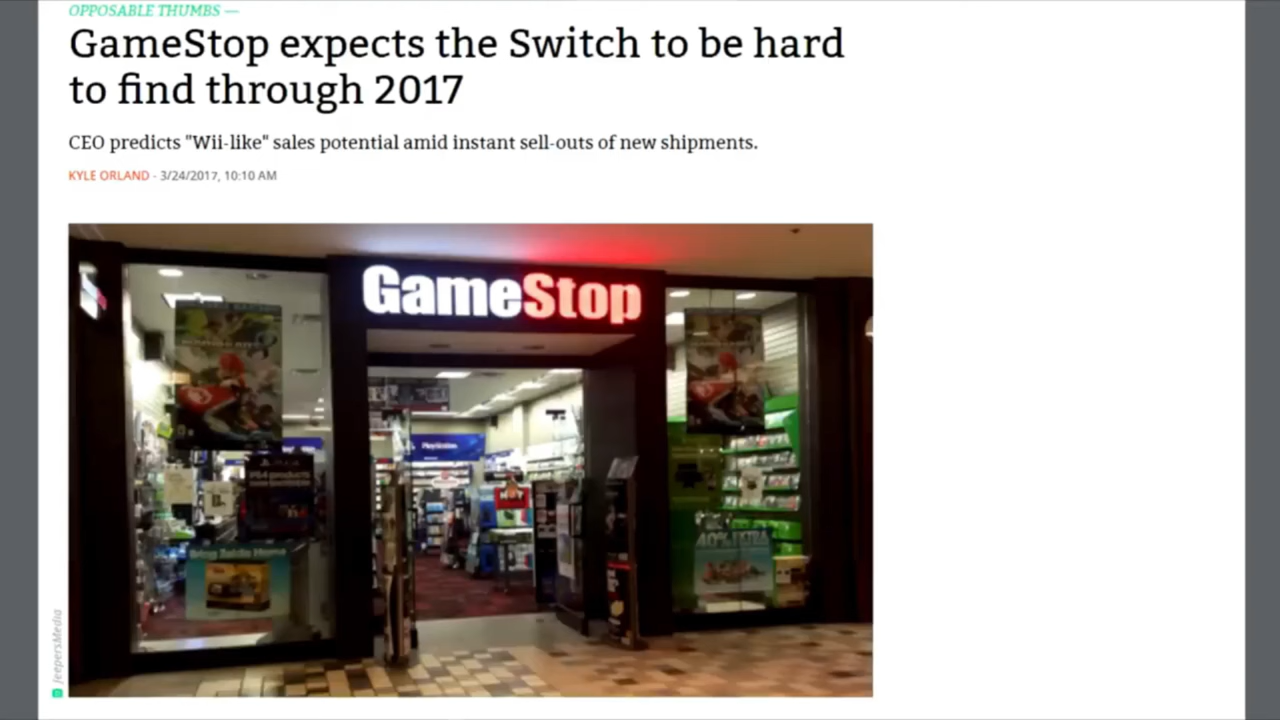 OPPOSABLE THUMBS —
GameStop expects the Switch to be hard
to find through 2017
CEO predicts "Wii-like" sales potential amid instant sell-outs of new shipments.
KYLE ORLAND - 3/24/2017, 10:10 AM
GameStop
PlayStation
HOT
40% EXTRA
JeepersMedia